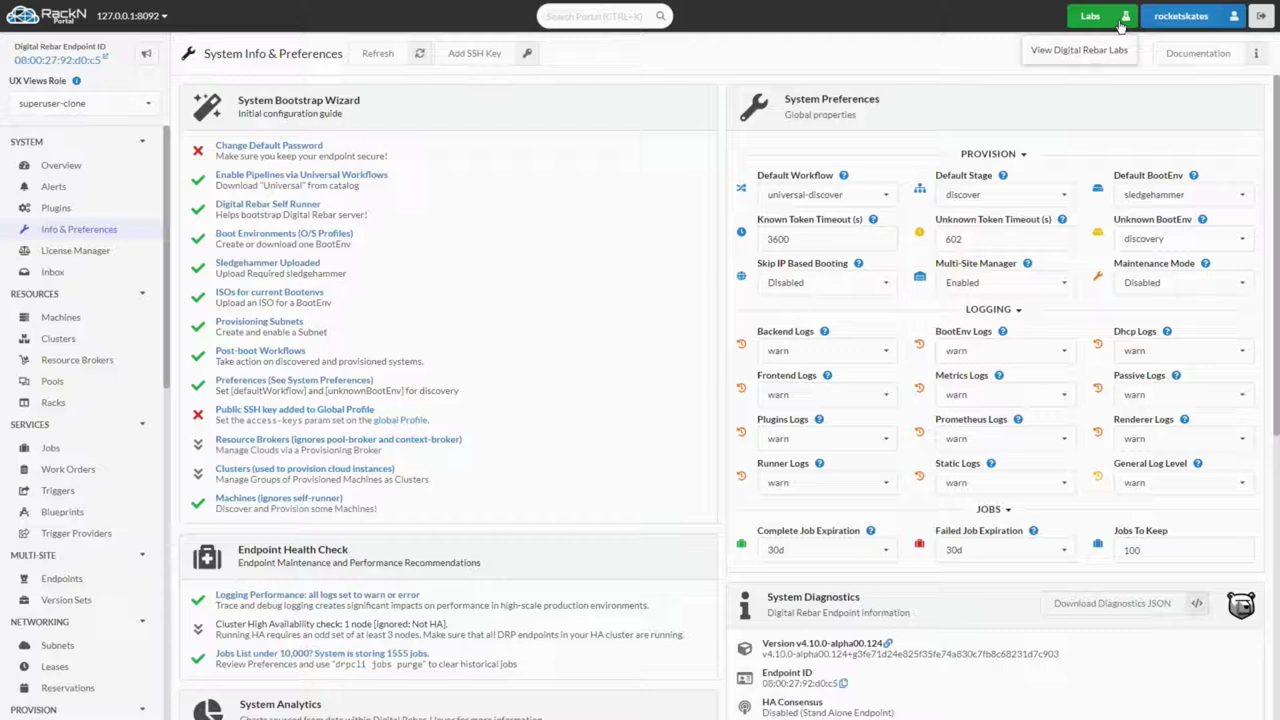 RackN
Portal
127.0.0.1:8092
Search Portal (CTRL+K)
Labs
rocketskates
View Digital Rebar Labs
Digital Rebar Endpoint ID
08:00:27:92:d0:c5
UX Views Role
superuser-clone
System Info & Preferences
Refresh
Add SSH Key
Documentation
SYSTEM
Overview
Alerts
Plugins
Info & Preferences
License Manager
Inbox
RESOURCES
Machines
Clusters
Resource Brokers
Pools
Racks
SERVICES
Jobs
Work Orders
Triggers
Blueprints
Trigger Providers
MULTI-SITE
Endpoints
Version Sets
NETWORKING
Subnets
Leases
Reservations
PROVISION
System Bootstrap Wizard
Initial configuration guide
Change Default Password
Make sure you keep your endpoint secure!
Enable Pipelines via Universal Workflows
Download "Universal" from catalog
Digital Rebar Self Runner
Helps bootstrap Digital Rebar server!
Boot Environments (O/S Profiles)
Create or download one BootEnv
Sledgehammer Uploaded
Upload Required sledgehammer
ISOs for current Bootenvs
Upload an ISO for a BootEnv
Provisioning Subnets
Create and enable a Subnet
Post-boot Workflows
Take action on discovered and provisioned systems.
Preferences (See System Preferences)
Set [defaultWorkflow] and [unknownBootEnv] for discovery
Public SSH key added to Global Profile
Set the access-keys param set on the global Profile.
Resource Brokers (ignores pool-broker and context-broker)
Manage Clouds via a Provisioning Broker
Clusters (used to provision cloud instances)
Manage Groups of Provisioned Machines as Clusters
Machines (ignores self-runner)
Discover and Provision some Machines!
Endpoint Health Check
Endpoint Maintenance and Performance Recommendations
Logging Performance: all logs set to warn or error
Trace and debug logging creates significant impacts on performance in high-scale production environments.
Cluster High Availability check: 1 node [ignored: Not HA].
Running HA requires an odd set of at least 3 nodes. Make sure that all DRP endpoints in your HA cluster are running.
Jobs List under 10,000? System is storing 1555 jobs.
Review Preferences and use "drpcli jobs purge" to clear historical jobs
System Analytics
System Preferences
Global properties
PROVISION
Default Workflow
Default Stage
Default BootEnv
universal-discover
discover
sledgehammer
Known Token Timeout (s)
Unknown Token Timeout (s)
Unknown BootEnv
3600
602
discovery
Skip IP Based Booting
Multi-Site Manager
Maintenance Mode
Disabled
Enabled
Disabled
LOGGING
Backend Logs
BootEnv Logs
Dhcp Logs
warn
warn
warn
Frontend Logs
Metrics Logs
Passive Logs
warn
warn
warn
Plugins Logs
Prometheus Logs
Renderer Logs
warn
warn
warn
Runner Logs
Static Logs
General Log Level
warn
warn
warn
JOBS
Complete Job Expiration
Failed Job Expiration
Jobs To Keep
30d
30d
100
System Diagnostics
Digital Rebar Endpoint information
Download Diagnostics JSON
Version v4.10.0-alpha00.124
v4.10.0-alpha00.124+g3fe71d24e825f35fe74a830c7fb8c68231d7c903
Endpoint ID
08:00:27:92:d0:c5
HA Consensus
Disabled (Stand Alone Endpoint)